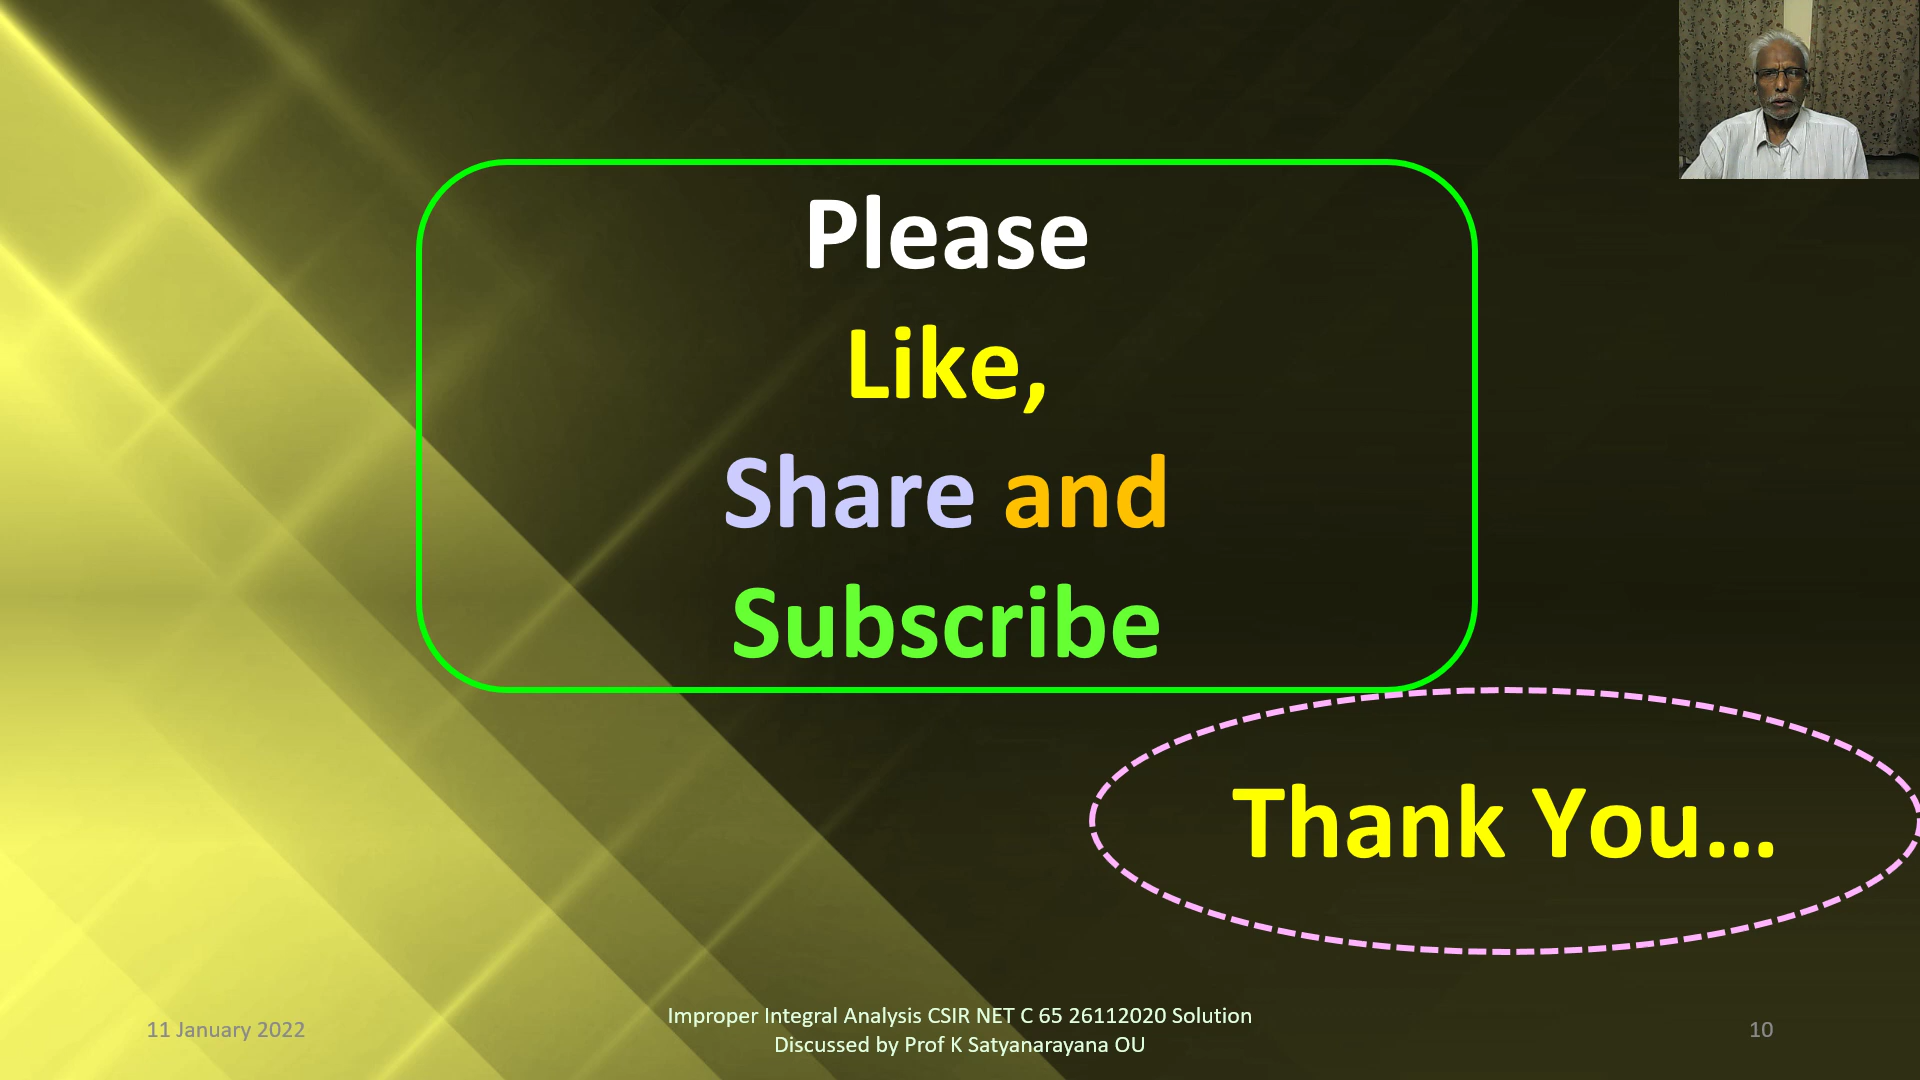 Please
Like,
Share and
Subscribe
Thank You...
11 January 2022
Improper Integral Analysis CSIR NET C 65 26112020 Solution
Discussed by Prof K Satyanarayana OU
10